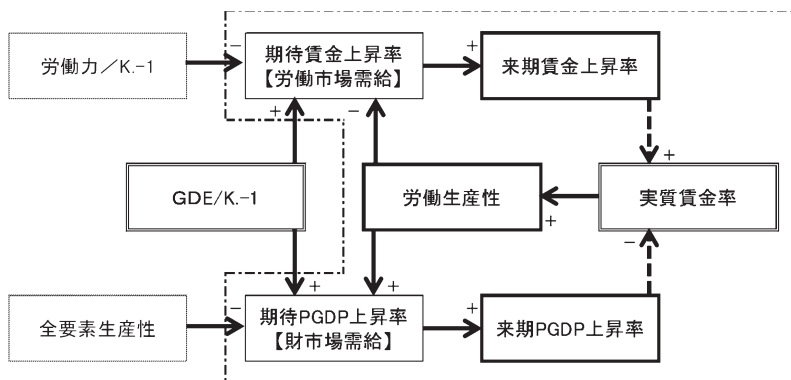 労働力／K.-1
－
期待賃金上昇率
【労働市場需給】
＋
来期賃金上昇率
＋
－
＋
GDE/K.-1
労働生産性
＋
実質賃金率
－
＋
＋
全要素生産性
－
期待PGDP上昇率
【財市場需給】
＋
来期PGDP上昇率